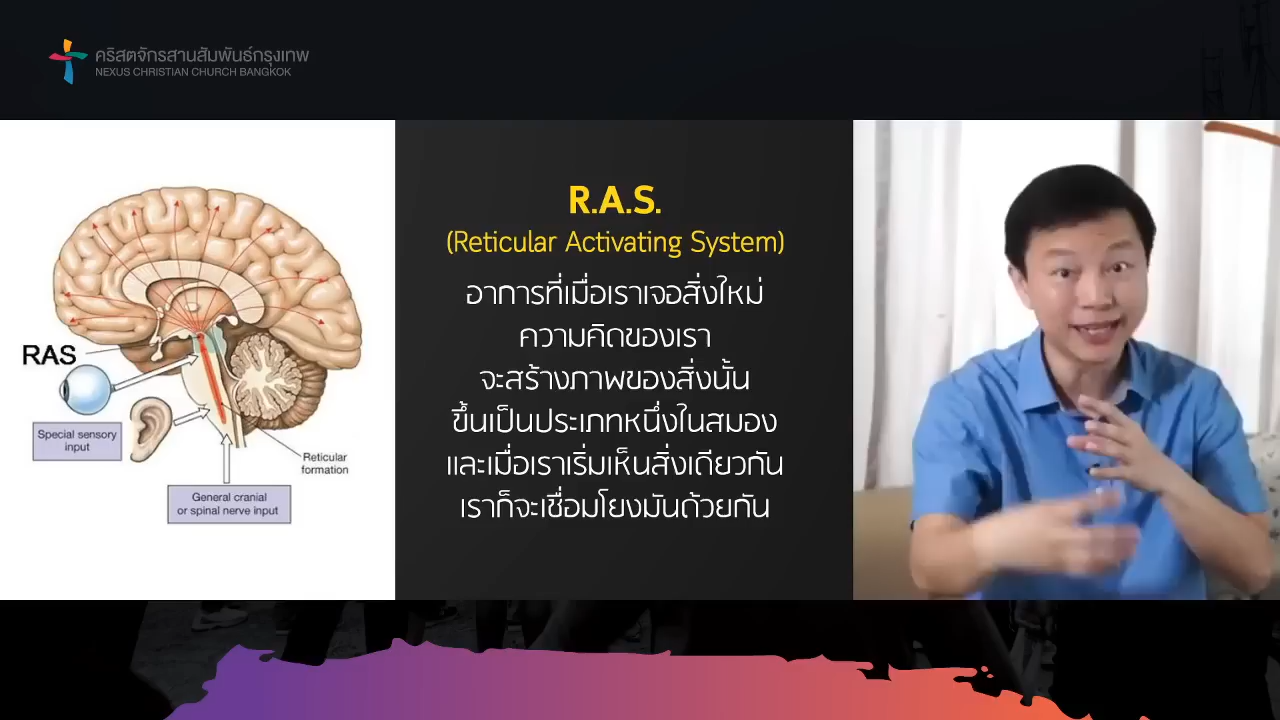 คริสตจักรสานสัมพันธ์กรุงเทพ
NEXUS CHRISTIAN CHURCH BANGKOK
RAS
Special sensory
input
Reticular
formation
General cranial
or spinal nerve input
R.A.S.
(Reticular Activating System)
อาการที่เมื่อเราเจอสิ่งใหม่
ความคิดของเรา
จะสร้างภาพของสิ่งนั้น
ขึ้นเป็นประเภทหนึ่งในสมอง
และเมื่อเราเริ่มเห็นสิ่งเดียวกัน
เราก็จะเชื่อมโยงมันด้วยกัน